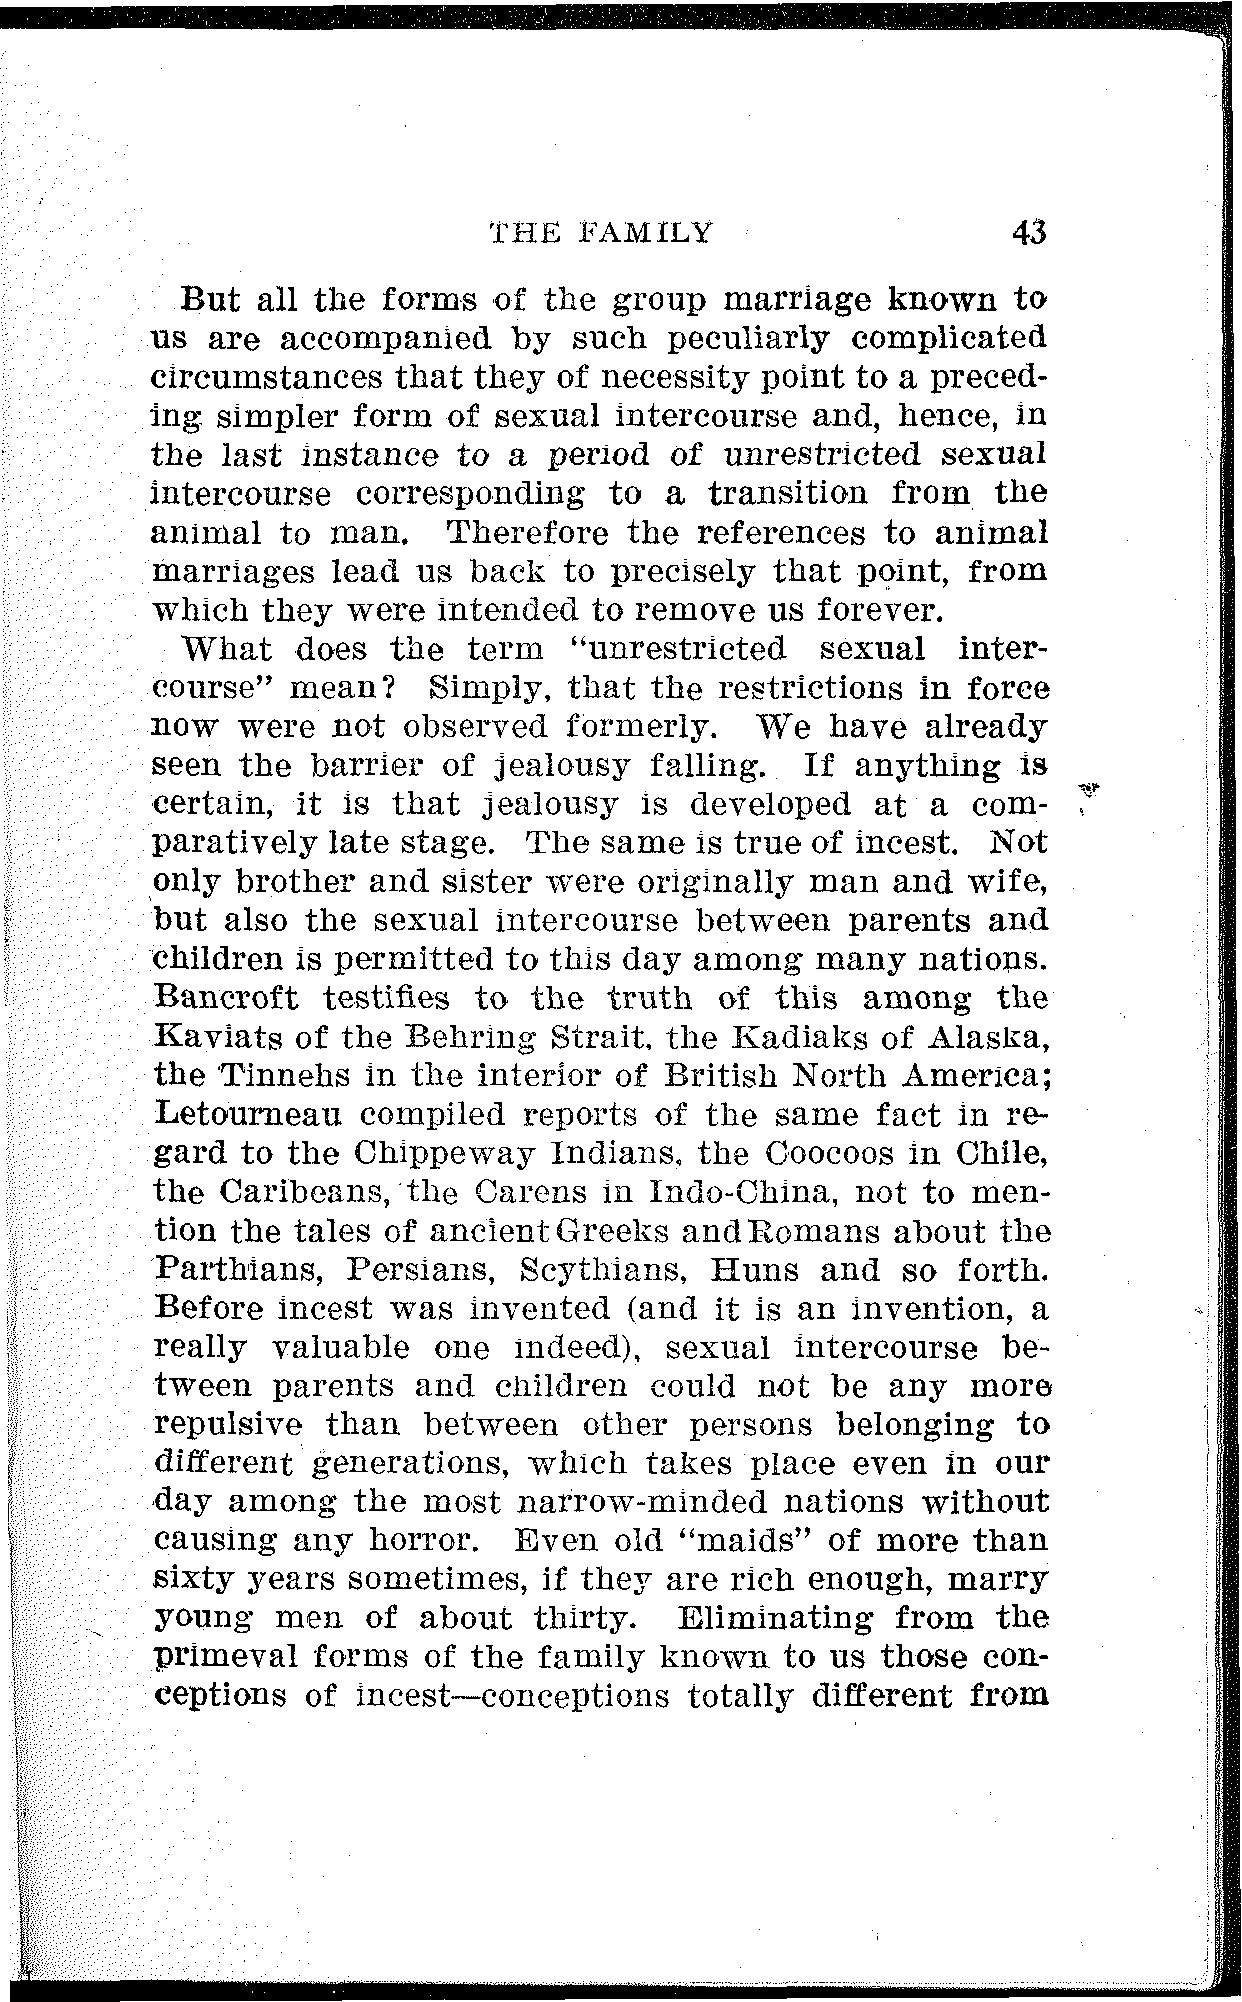 THE FAMILY 43
But all the forms of the group marriage known to
us are accompanied by such peculiarly complicated
circumstances that they of necessity point to a preced-
ing simpler form of sexual intercourse and, hence, in
the last instance to a period of unrestricted sexual
intercourse corresponding to a transition from the
animal to man. Therefore the references to animal
marriages lead us back to precisely that point, from
which they were intended to remove us forever.
What does the term “unrestricted sexual inter-
course” mean? Simply, that the restrictions in force
now were not observed formerly. We have already
seen the barrier of jealousy falling. If anything is
certain, it is that jealousy is developed at a com-
paratively late stage. The same is true of incest. Not
only brother and sister were originally man and wife,
but also the sexual intercourse between parents and
children is permitted to this day among many nations.
Bancroft testifies to the truth of this among the
Kaviats of the Behring Strait, the Kadiaks of Alaska,
the Tinnehs in the interior of British North America;
Letourneau compiled reports of the same fact in re-
gard to the Chippeway Indians, the Coocoos in Chile,
the Caribeans, the Carens in Indo-China, not to men-
tion the tales of ancient Greeks and Romans about the
Parthians, Persians, Scythians, Huns and so forth.
Before incest was invented (and it is an invention, a
really valuable one indeed), sexual intercourse be-
tween parents and children could not be any more
repulsive than between other persons belonging to
different generations, which takes place even in our
day among the most narrow-minded nations without
causing any horror. Even old “maids” of more than
sixty years sometimes, if they are rich enough, marry
young men of about thirty. Eliminating from the
primeval forms of the family known to us those con-
ceptions of incest—conceptions totally different from